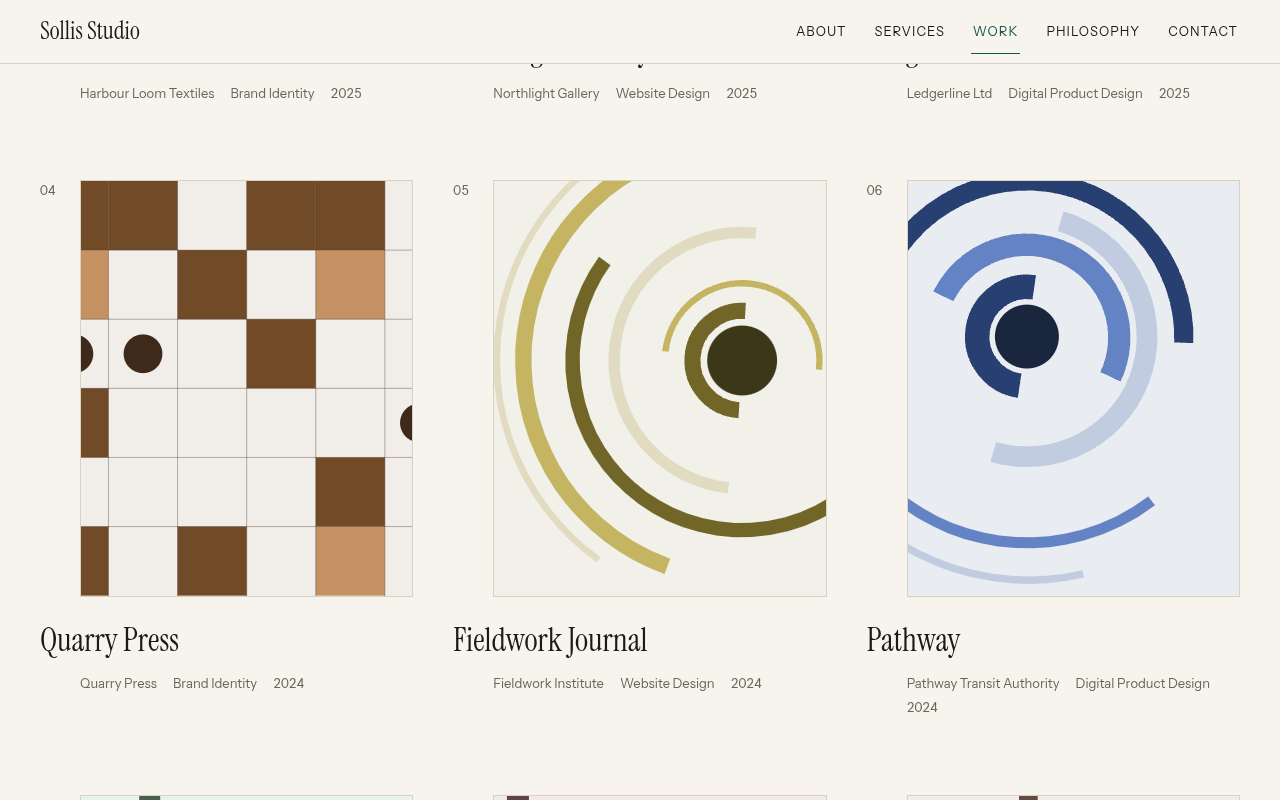 Sollis Studio
ABOUT SERVICES WORK PHILOSOPHY CONTACT
Harbour Loom Textiles Brand Identity 2025
Northlight Gallery Website Design 2025
Ledgerline Ltd Digital Product Design 2025
04
05
06
Quarry Press
Quarry Press Brand Identity 2024
Fieldwork Journal
Fieldwork Institute Website Design 2024
Pathway
Pathway Transit Authority Digital Product Design
2024